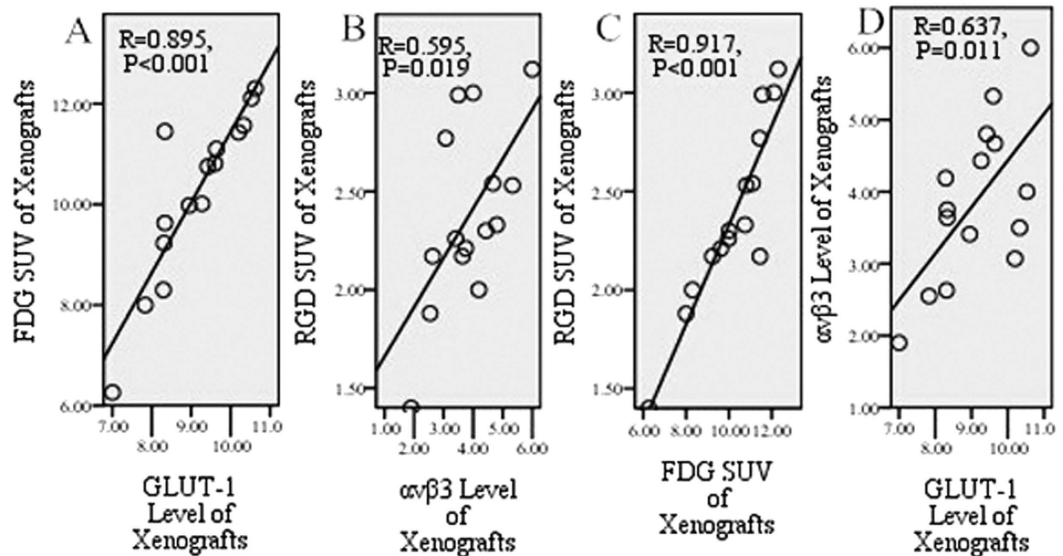 A
R=0.895,
P<0.001
FDG SUV of Xenografts
12.00
10.00
8.00
6.00
7.00
8.00
9.00
10.00
11.0
GLUT-1
Level of
Xenografts
B
R=0.595,
P=0.019
RGD SUV of Xenografts
3.00
2.50
2.00
1.50
1.00
2.00
3.00
4.00
5.00
6.00
αvβ3 Level
of
Xenografts
C
R=0.917,
P<0.001
RGD SUV of Xenografts
3.00
2.50
2.00
1.50
6.00 8.00 10.00 12.00
FDG SUV
of
Xenografts
D
R=0.637,
P=0.011
αvβ3 Level of Xenografts
6.00
5.00
4.00
3.00
2.00
1.00
7.00
8.00
9.00
10.00
11.0
GLUT-1
Level of
Xenografts